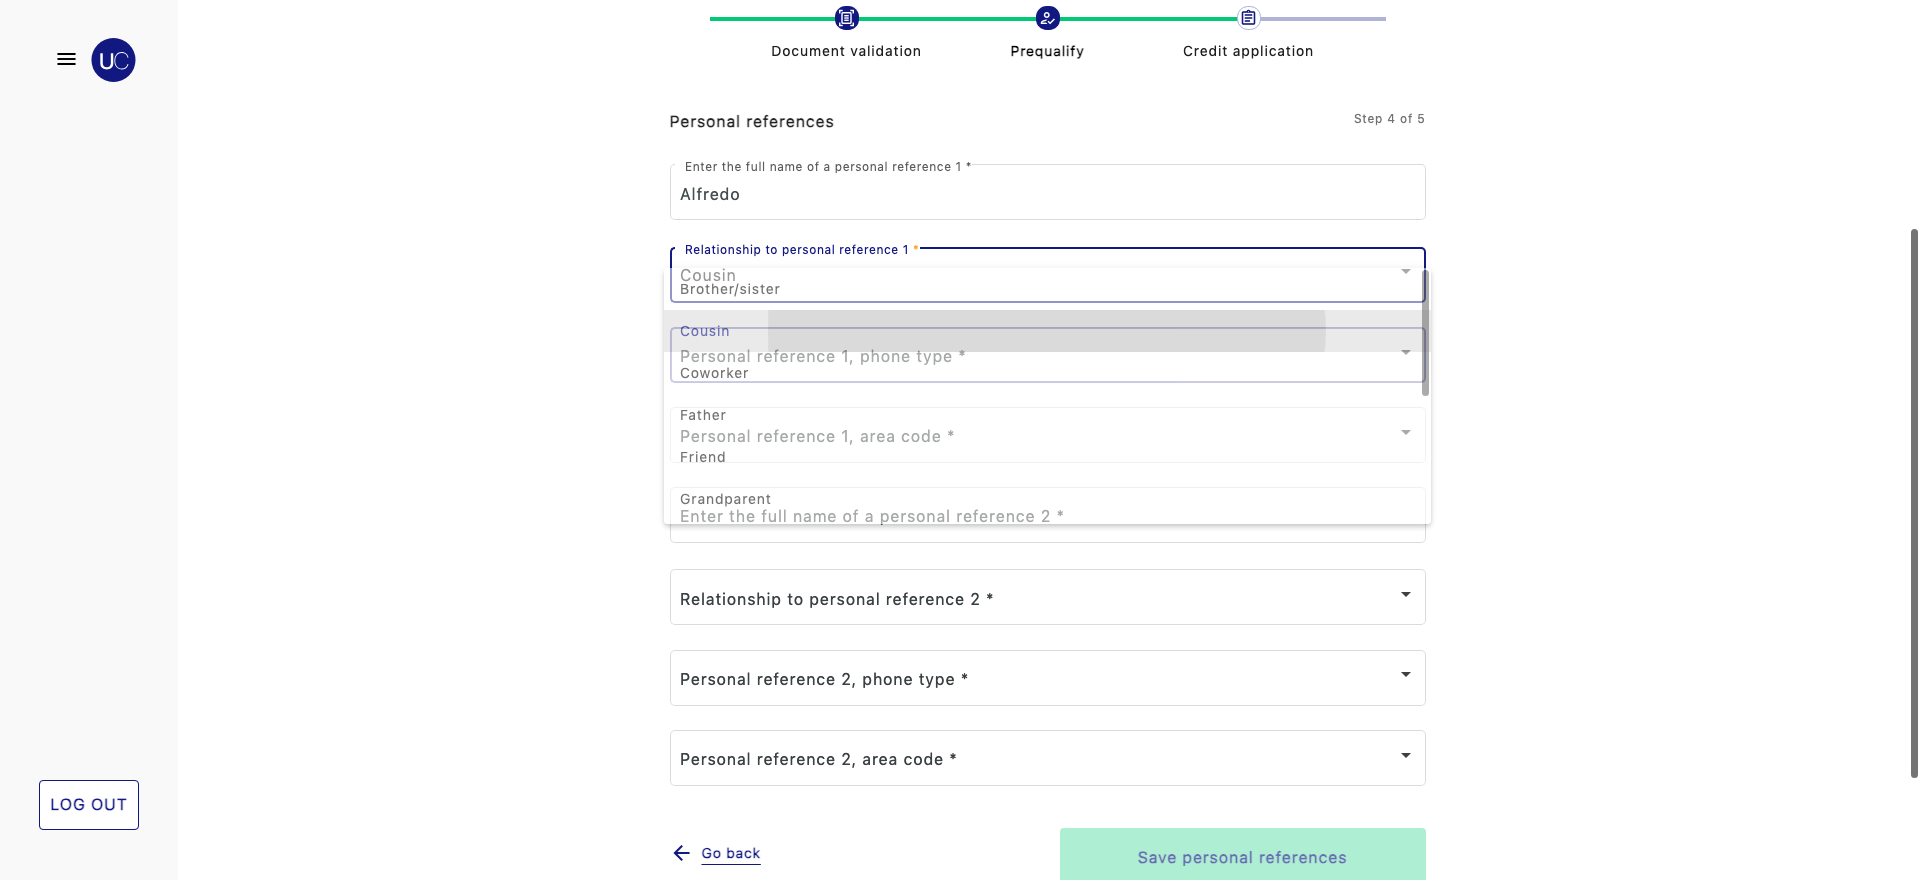 UC
Document validation
Prequalify
Credit application
Personal references
Step 4 of 5
Enter the full name of a personal reference 1 *
Alfredo
Relationship to personal reference 1 *
Cousin
Brother/sister
Cousin
Personal reference 1, phone type *
Coworker
Father
Personal reference 1, area code *
Friend
Grandparent
Enter the full name of a personal reference 2 *
Relationship to personal reference 2 *
Personal reference 2, phone type *
Personal reference 2, area code *
LOG OUT
Go back
Save personal references